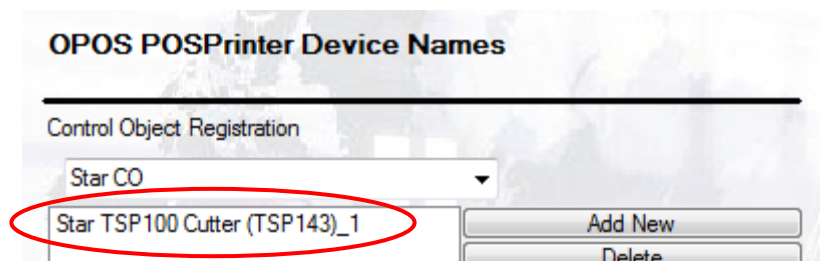 OPOS POSPrinter Device Names
Control Object Registration
Star CO
Star TSP100 Cutter (TSP143)_1
Add New
Delete